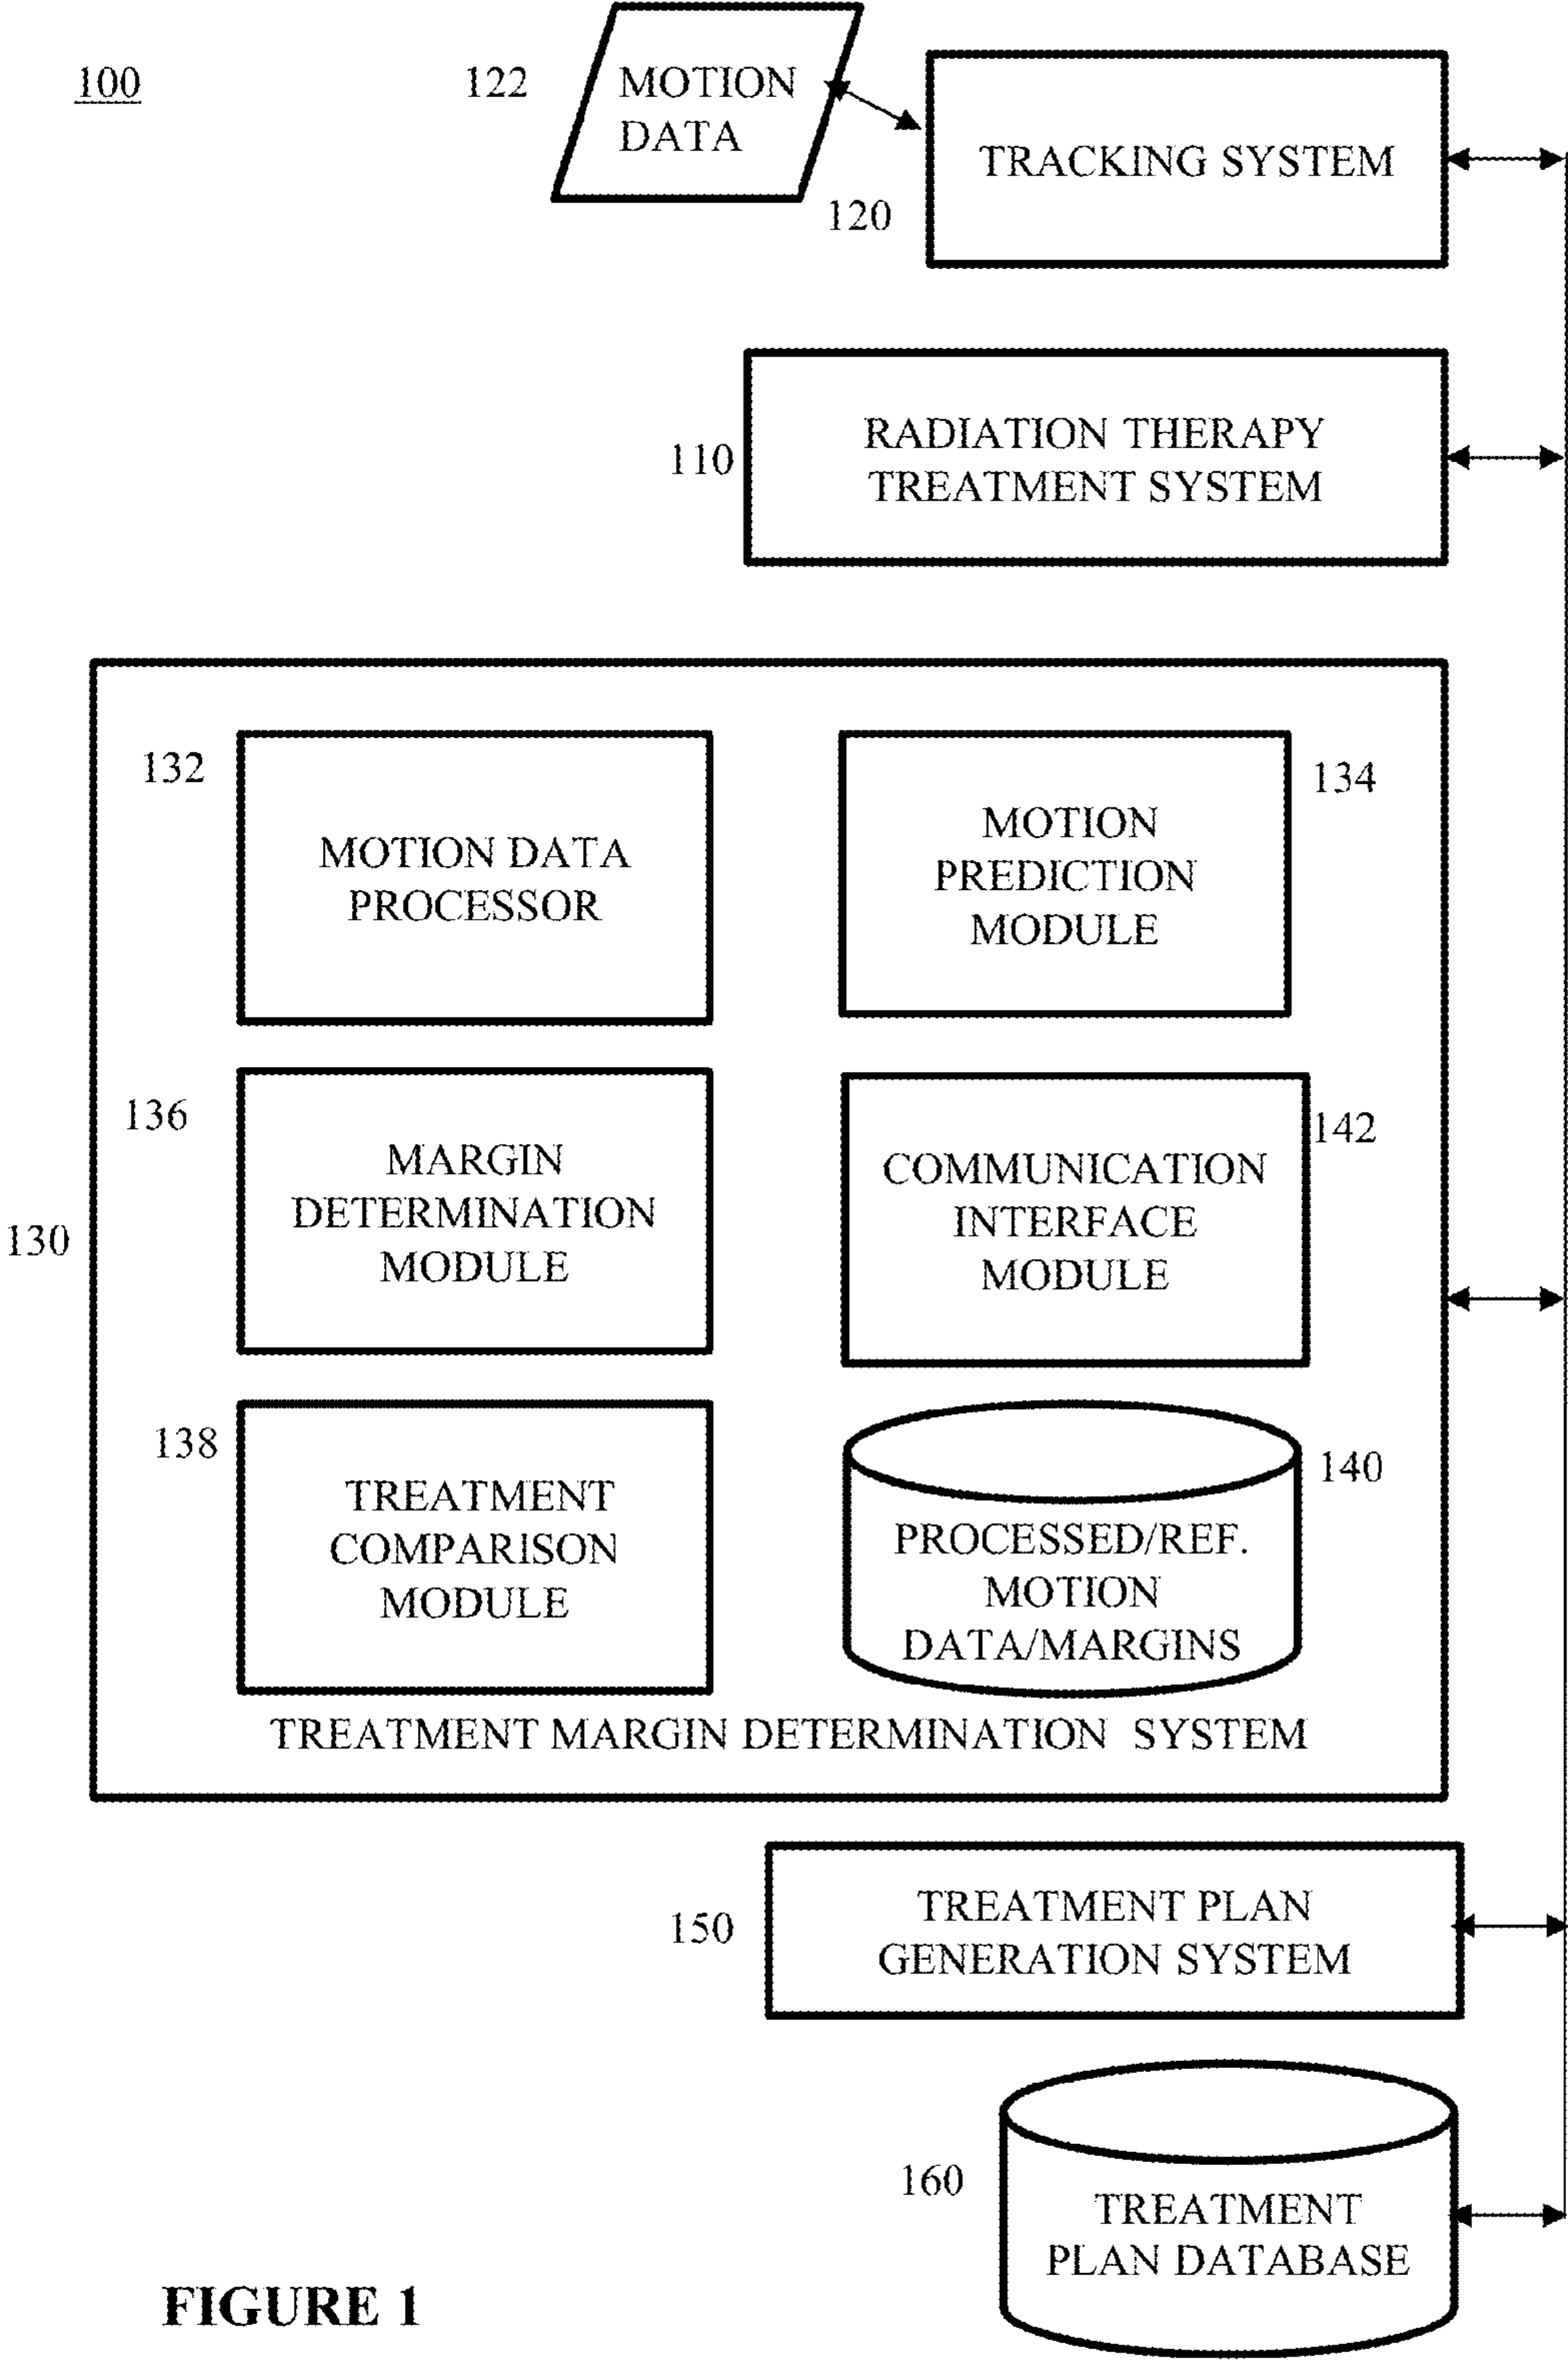 100
122
MOTION
DATA
120
TRACKING SYSTEM
110
RADIATION THERAPY
TREATMENT SYSTEM
132
MOTION DATA
PROCESSOR
134
MOTION
PREDICTION
MODULE
136
MARGIN
DETERMINATION
MODULE
142
COMMUNICATION
INTERFACE
MODULE
130
138
TREATMENT
COMPARISON
MODULE
140
PROCESSED/REF.
MOTION
DATA/MARGINS
TREATMENT MARGIN DETERMINATION SYSTEM
150
TREATMENT PLAN
GENERATION SYSTEM
160
TREATMENT
PLAN DATABASE
FIGURE 1